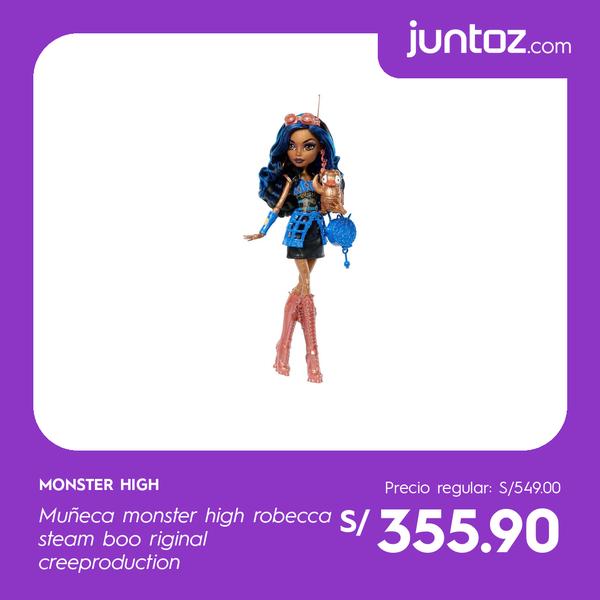 juntoz.com
MONSTER HIGH
Muñeca monster high robecca
steam boo riginal
creeproduction
Precio regular: S/549.00
S/ 355.90